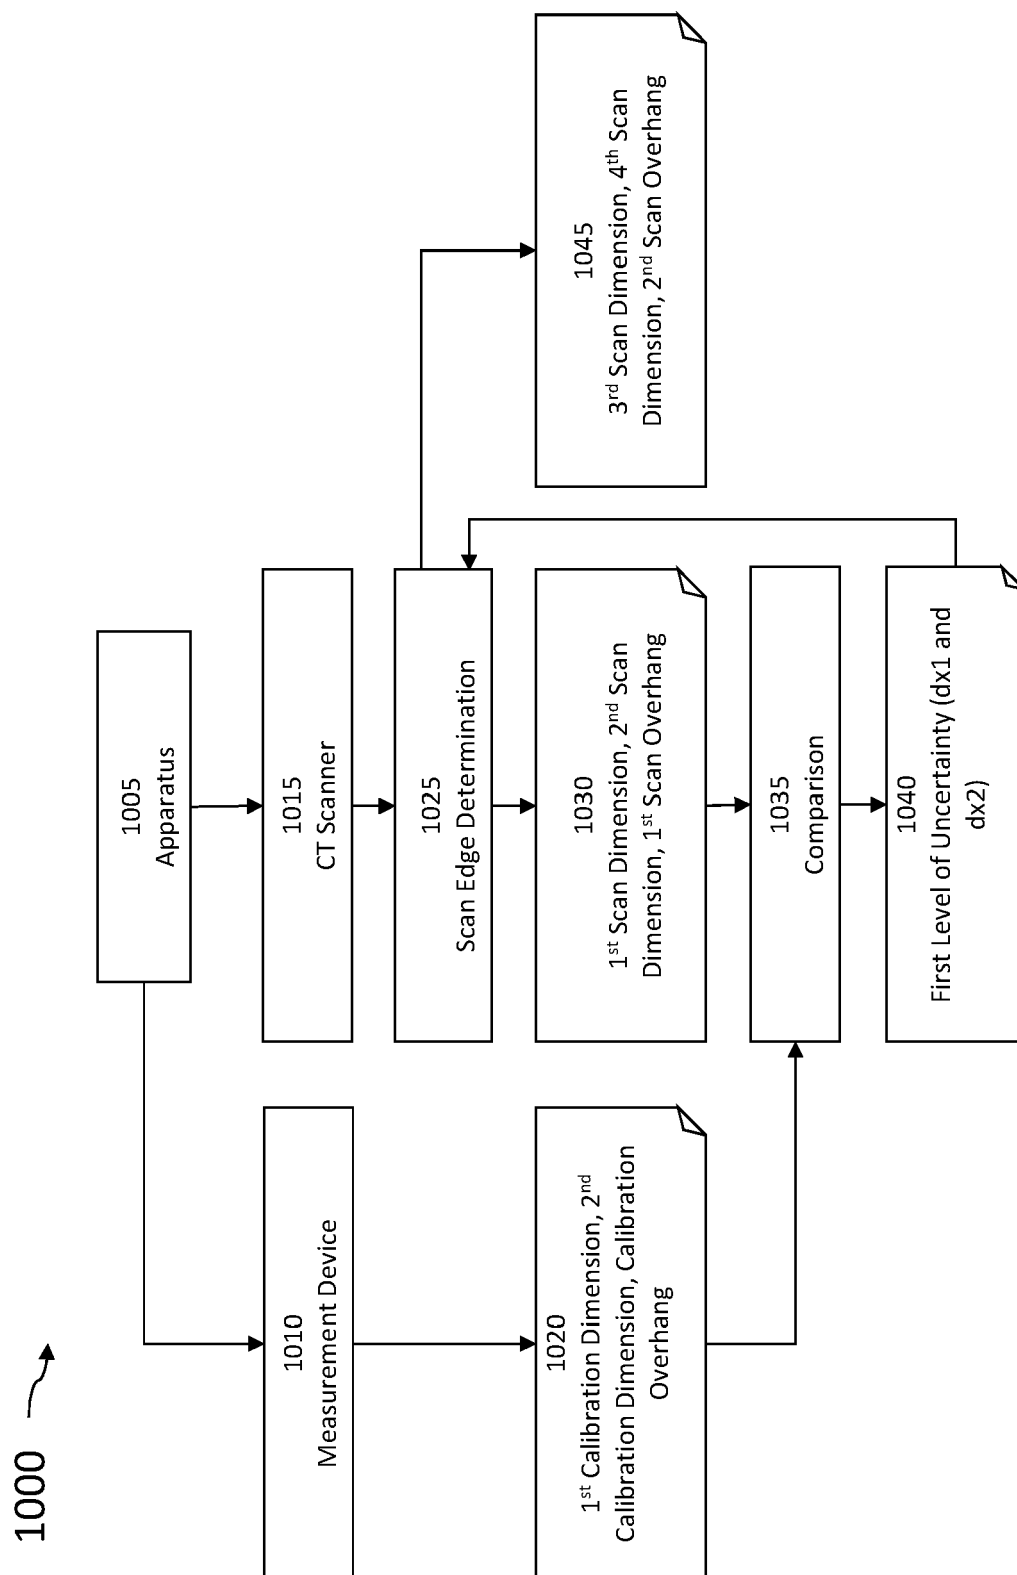 1000
1005
Apparatus
1010
Measurement Device
1015
CT Scanner
1020
1st Calibration Dimension, 2nd
Calibration Dimension, Calibration
Overhang
1025
Scan Edge Determination
1030
1st Scan Dimension, 2nd Scan
Dimension, 1st Scan Overhang
1035
Comparison
1040
First Level of Uncertainty (dx1 and
dx2)
1045
3rd Scan Dimension, 4th Scan
Dimension, 2nd Scan Overhang